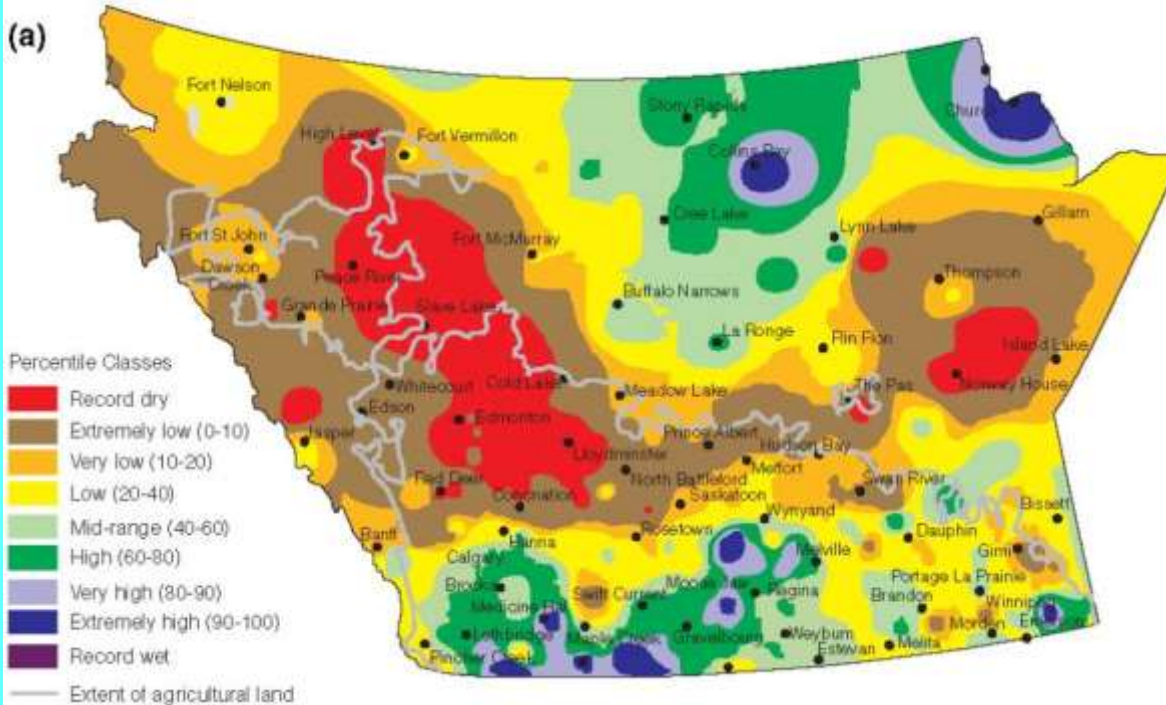 (a)
Fort Nelson
High Level
Fort Vermillon
Stony Rapids
Churchill
Collins Bay
Cree Lake
Lynn Lake
Gillam
Fort St John
Fort McMurray
Dawson
Creek
Peace River
Thompson
Buffalo Narrows
Grande Prairie
Slave Lake
La Ronge
Flin Flon
Island Lake
Percentile Classes
Record dry
Extremely low (0-10)
Very low (10-20)
Low (20-40)
Mid-range (40-60)
High (60-80)
Very high (80-90)
Extremely high (90-100)
Record wet
Extent of agricultural land
Whitecourt
Cold Lake
Meadow Lake
The Pas
Norway House
Edson
Edmonton
Jasper
Lloydminster
Prince Albert
Hudson Bay
North Battleford
Melfort
Red Deer
Saskatoon
Swan River
Coronation
Rosetown
Wynyard
Bissett
Banff
Hanna
Dauphin
Calgary
Melville
Gimli
Brooks
Moose Jaw
Regina
Portage La Prairie
Swift Current
Brandon
Winnipeg
Medicine Hat
Lethbridge
Maple Creek
Gravelbourg
Weyburn
Morden
Emerson
Pincher Creek
Estevan
Melita